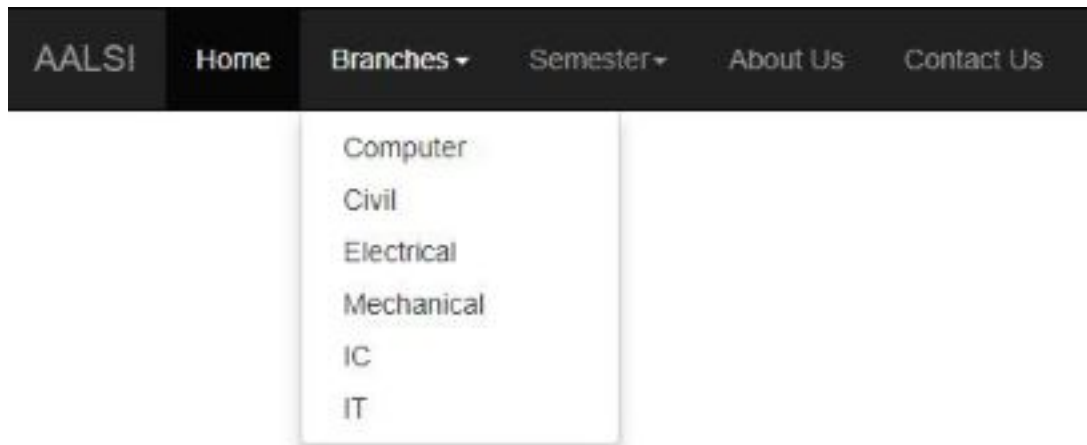 AALSI Home Branches Semester About Us Contact Us
Computer
Civil
Electrical
Mechanical
IC
IT